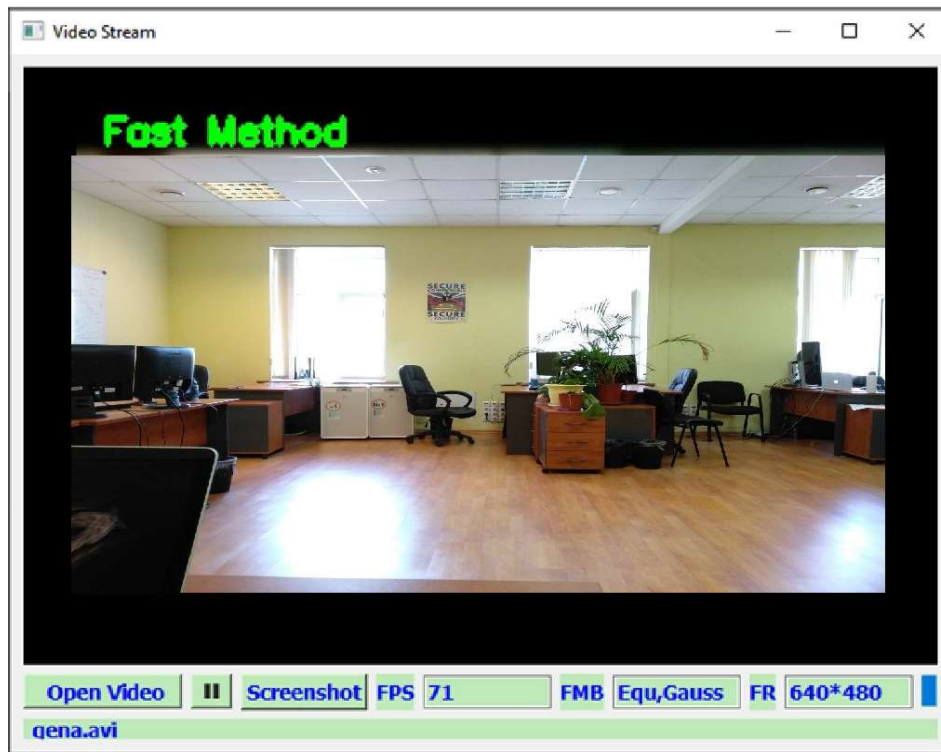 Video Stream
Fast Method
SECURE
SECURE
Open Video
Screenshot
FPS 71
FMB Equ,Gauss
FR 640*480
gena.avi